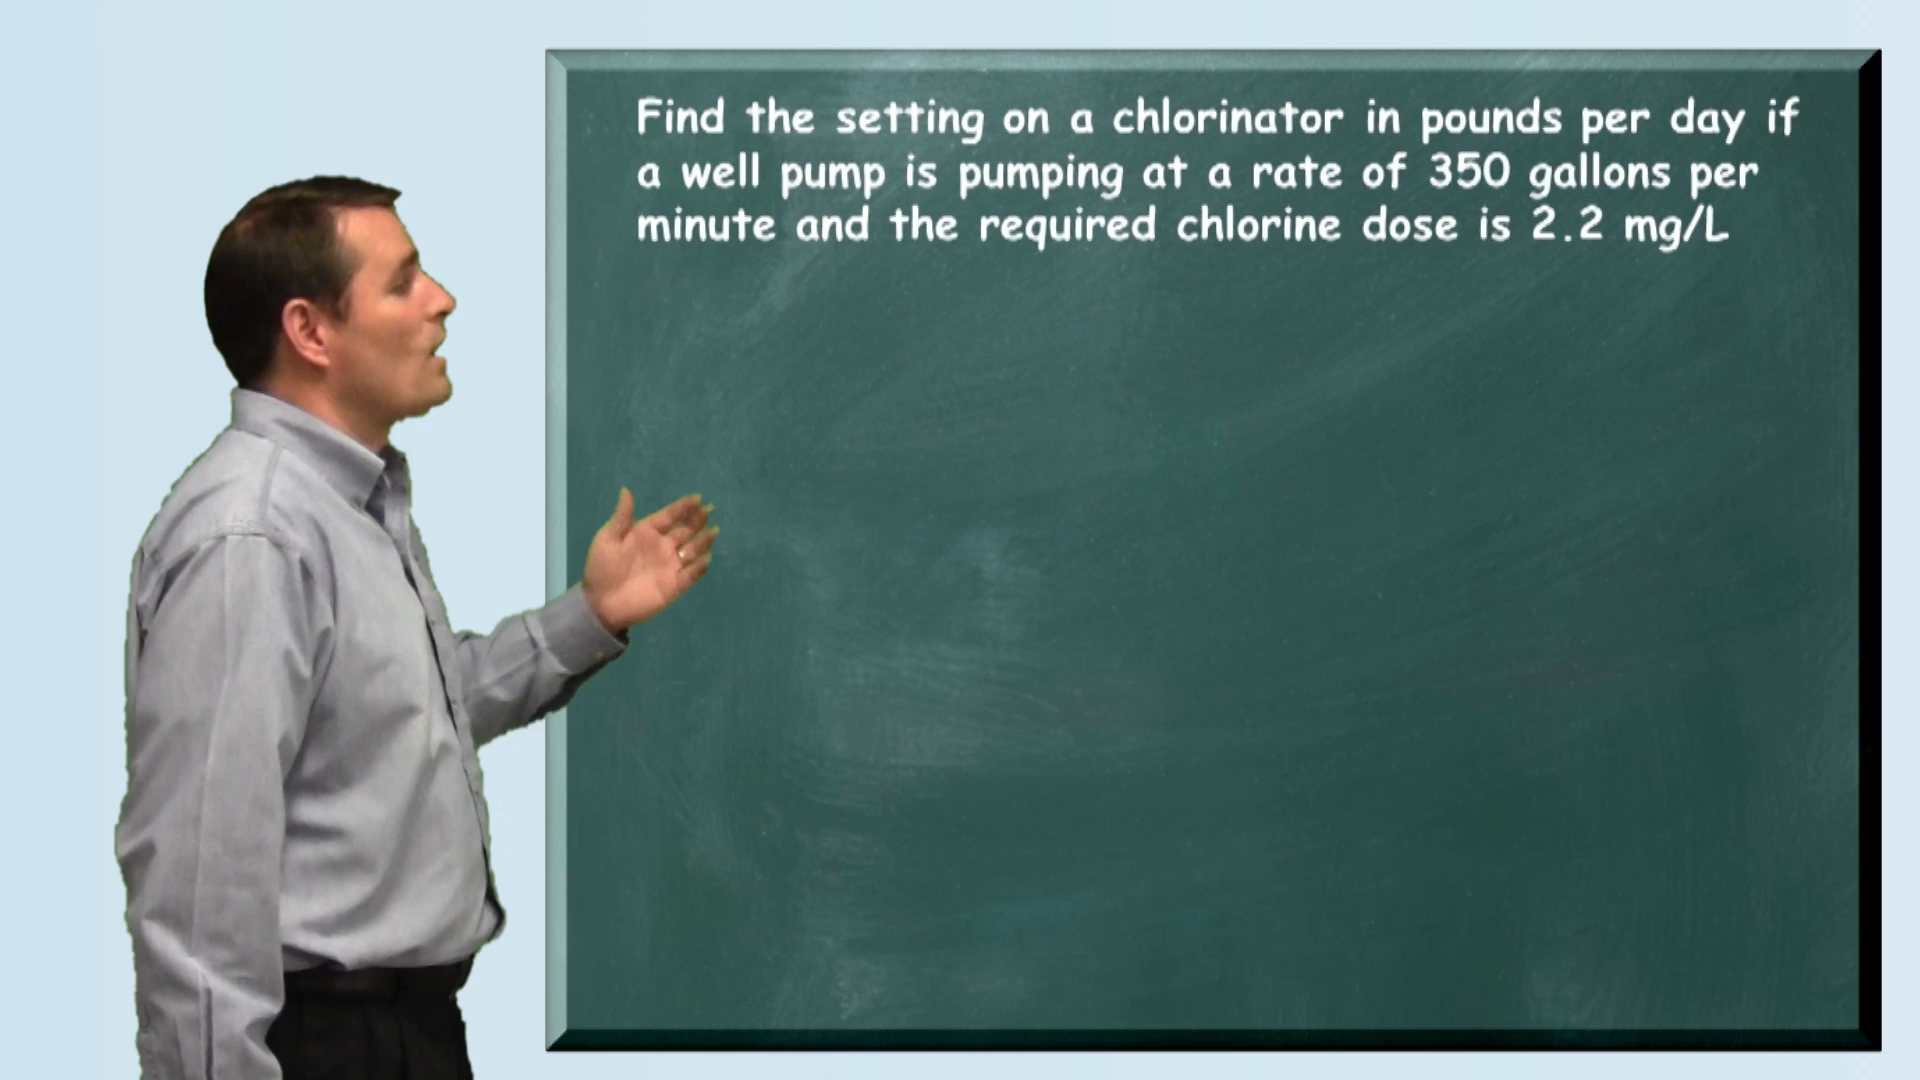 Find the setting on a chlorinator in pounds per day if
a well pump is pumping at a rate of 350 gallons per
minute and the required chlorine dose is 2.2 mg/L